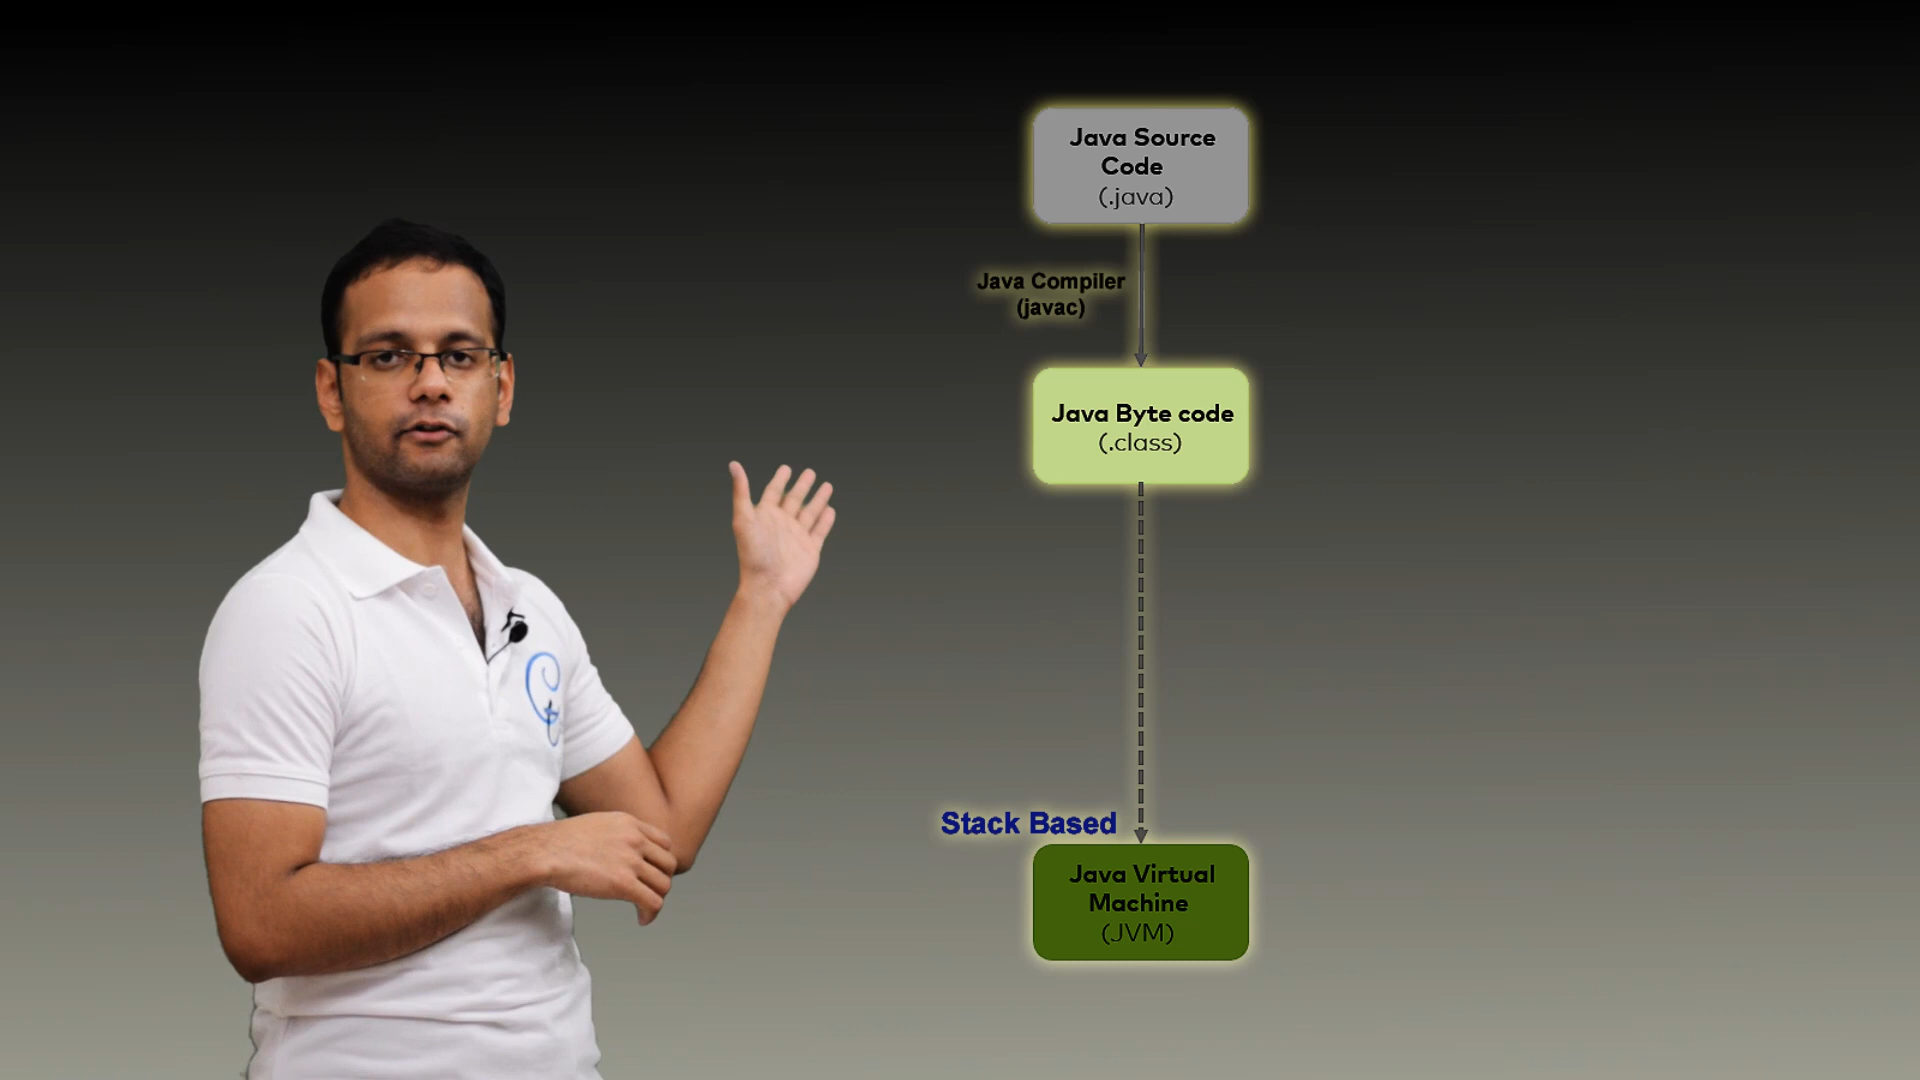 Java Source
Code
(.java)
Java Compiler
(javac)
Java Byte code
(.class)
Stack Based
Java Virtual
Machine
(JVM)